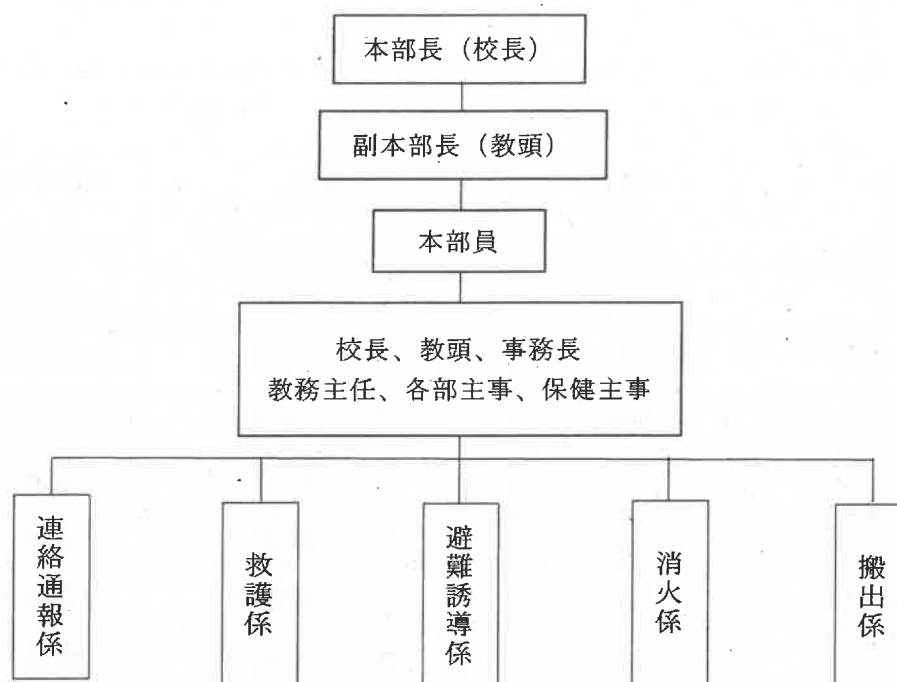 本部長（校長）
副本部長（教頭）
本部員
校長、教頭、事務長
教務主任、各部主事、保健主事
連絡通報係
救護係
避難誘導係
消火係
搬出係